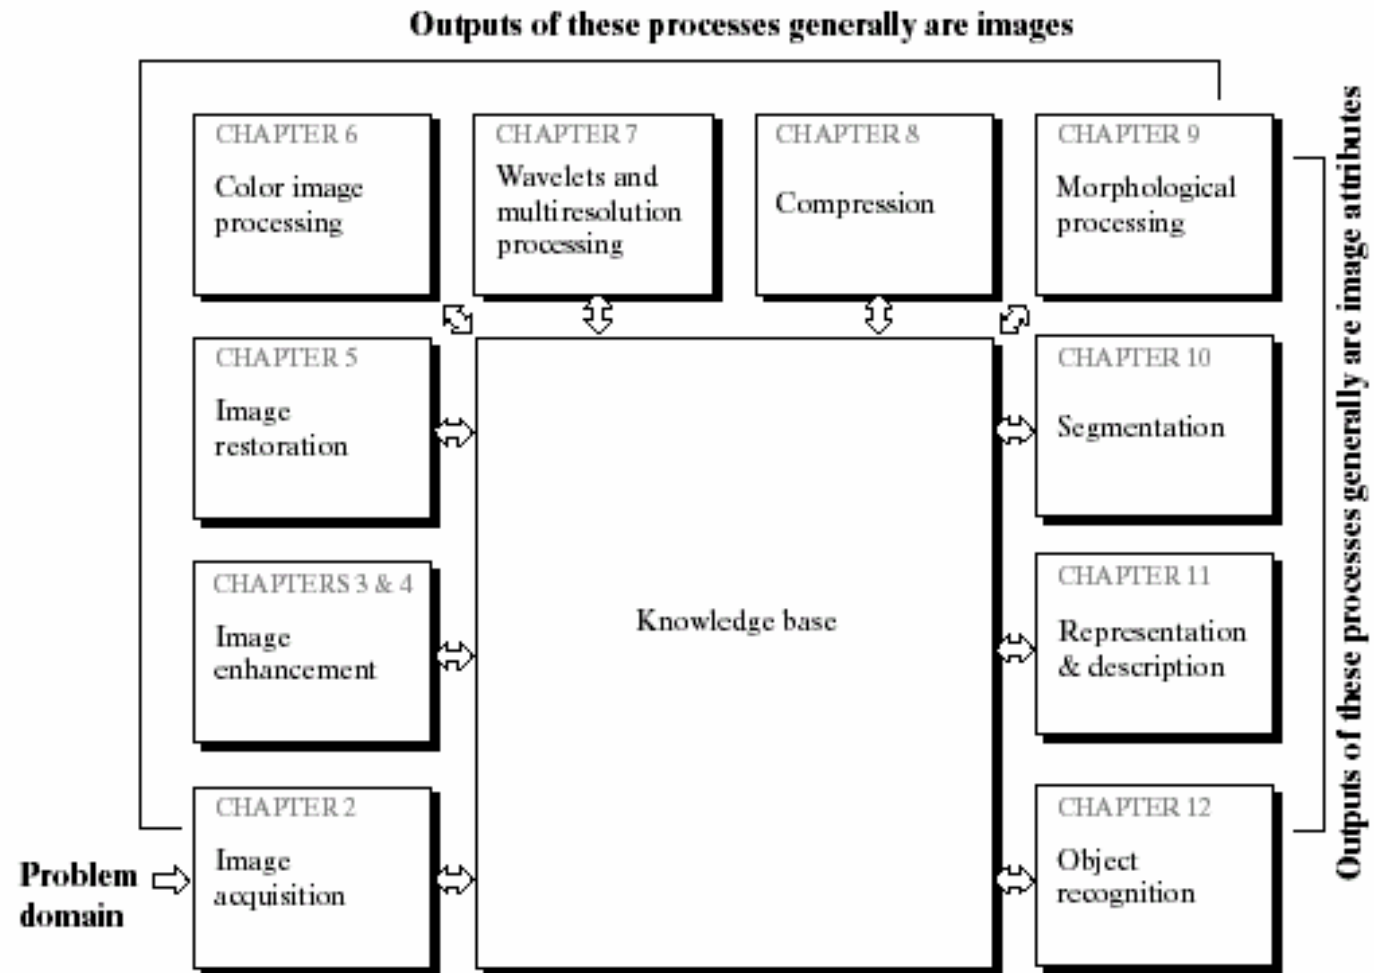 Outputs of these processes generally are images
CHAPTER 6
Color image
processing
CHAPTER 7
Wavelets and
multiresolution
processing
CHAPTER 8
Compression
CHAPTER 9
Morphological
processing
CHAPTER 5
Image
restoration
CHAPTER 10
Segmentation
CHAPTERS 3 & 4
Image
enhancement
Knowledge base
CHAPTER 11
Representation
& description
CHAPTER 2
Image
acquisition
CHAPTER 12
Object
recognition
Problem
domain
Outputs of these processes generally are image attributes